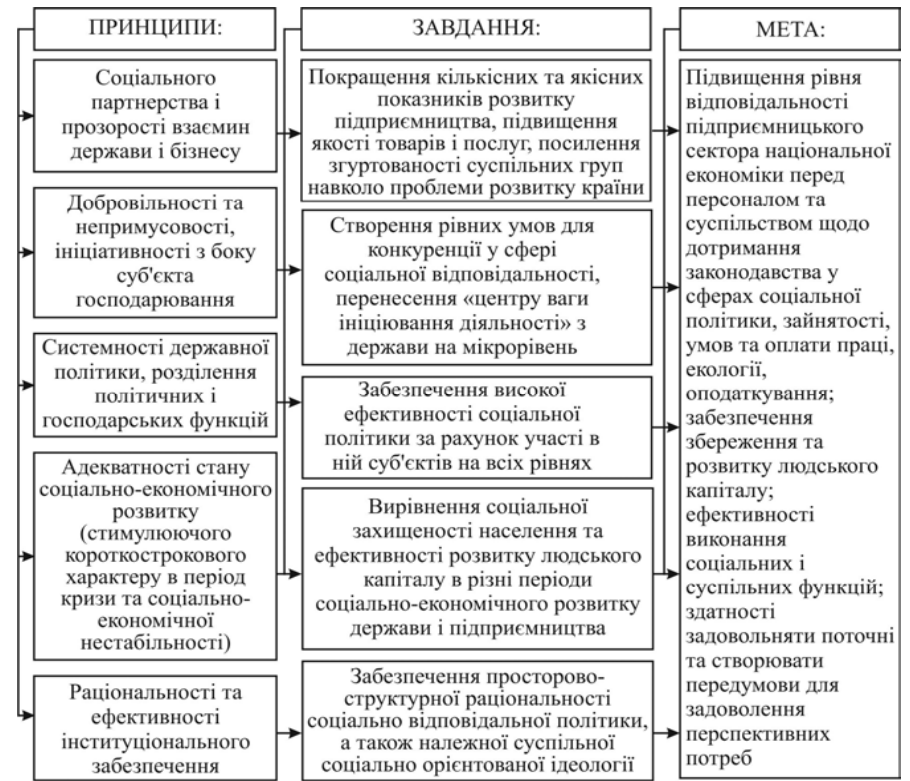 ПРИНЦИПИ:
Соціального
партнерства і
прозорості взаємин
держави і бізнесу
Добровільності та
непримусовості,
ініціативності з боку
суб'єкта
господарювання
Системності державної
політики, розділення
політичних і
господарських функцій
Адекватності стану
соціально-економічного
розвитку
(стимулюючого
короткострокового
характеру в період
кризи та соціально-
економічної
нестабільності)
Раціональності та
ефективності
інституціонального
забезпечення
ЗАВДАННЯ:
Покращення кількісних та якісних
показників розвитку
підприємництва, підвищення
якості товарів і послуг, посилення
згуртованості суспільних груп
навколо проблеми розвитку країни
Створення рівних умов для
конкуренції у сфері
соціальної відповідальності,
перенесення «центру ваги
ініціювання діяльності» з
держави на мікрорівень
Забезпечення високої
ефективності соціальної
політики за рахунок участі в
ній суб'єктів на всіх рівнях
Вирівнення соціальної
захищеності населення та
ефективності розвитку людського
капіталу в різні періоди
соціально-економічного розвитку
держави і підприємництва
Забезпечення просторово-
структурної раціональності
соціально відповідальної політики,
а також належної суспільної
соціально орієнтованої ідеології
МЕТА:
Підвищення рівня
відповідальності
підприємницького
сектора національної
економіки перед
персоналом та
суспільством щодо
дотримання
законодавства у
сферах соціальної
політики, зайнятості,
умов та оплати праці,
екології,
оподаткування;
забезпечення
збереження та
розвитку людського
капіталу;
ефективності
виконання
соціальних і
суспільних функцій;
здатності
задовольняти поточні
та створювати
передумови для
задоволення
перспективних
потреб